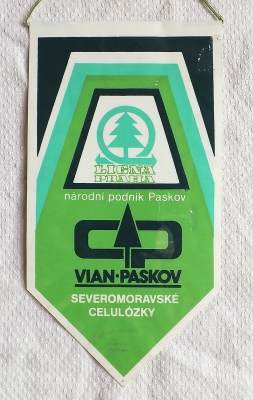 LIGNA
PRAHA
národní podnik Paskov
VIAN-PASKOV
SEVEROMORAVSKÉ
CELULÓZKY